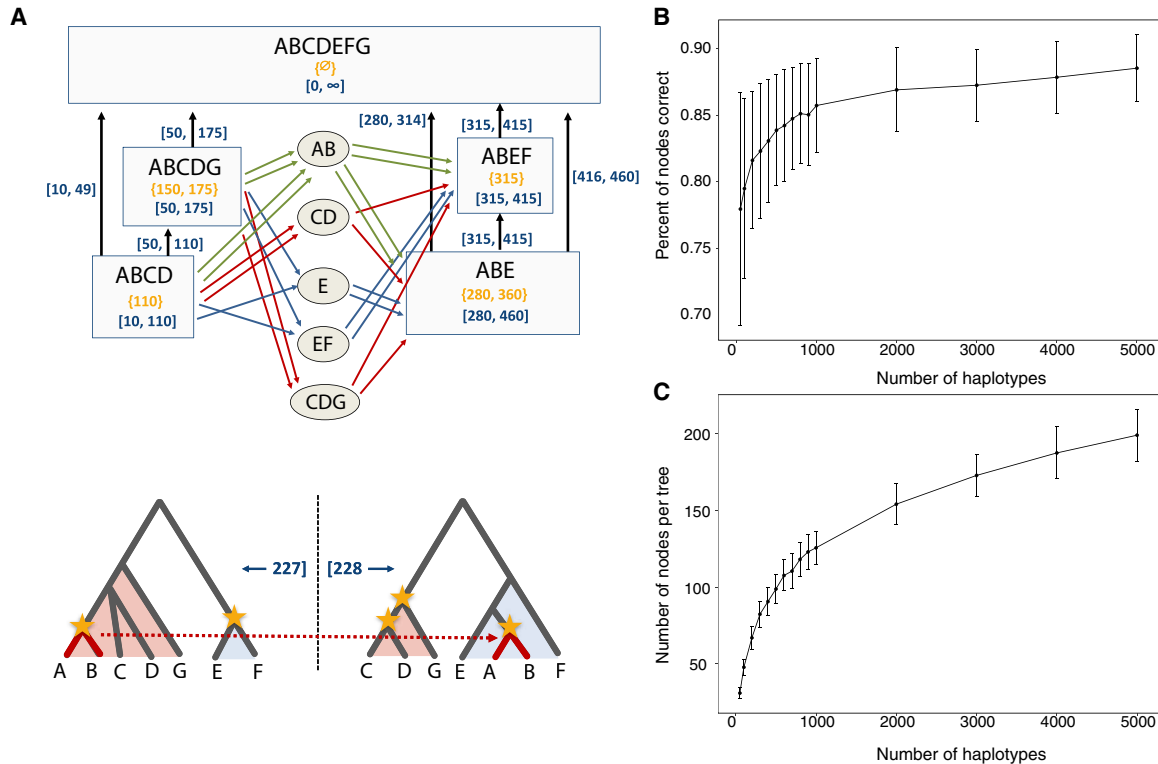 A
ABCDEFG
{∅}
[0, ∞]
[50, 175]
[280, 314]
[315, 415]
[10, 49]
[416, 460]
ABCDG
{150, 175}
[50, 175]
AB
ABEF
{315}
[315, 415]
CD
[50, 110]
[315, 415]
ABCD
{110}
[10, 110]
E
ABE
{280, 360}
[280, 460]
EF
CDG
227]
[228
A B C D G E F
C D G E A B F
B
Percent of nodes correct
0.90
0.85
0.80
0.75
0.70
0 1000 2000 3000 4000 5000
Number of haplotypes
C
Number of nodes per tree
200
150
100
50
0 1000 2000 3000 4000 5000
Number of haplotypes